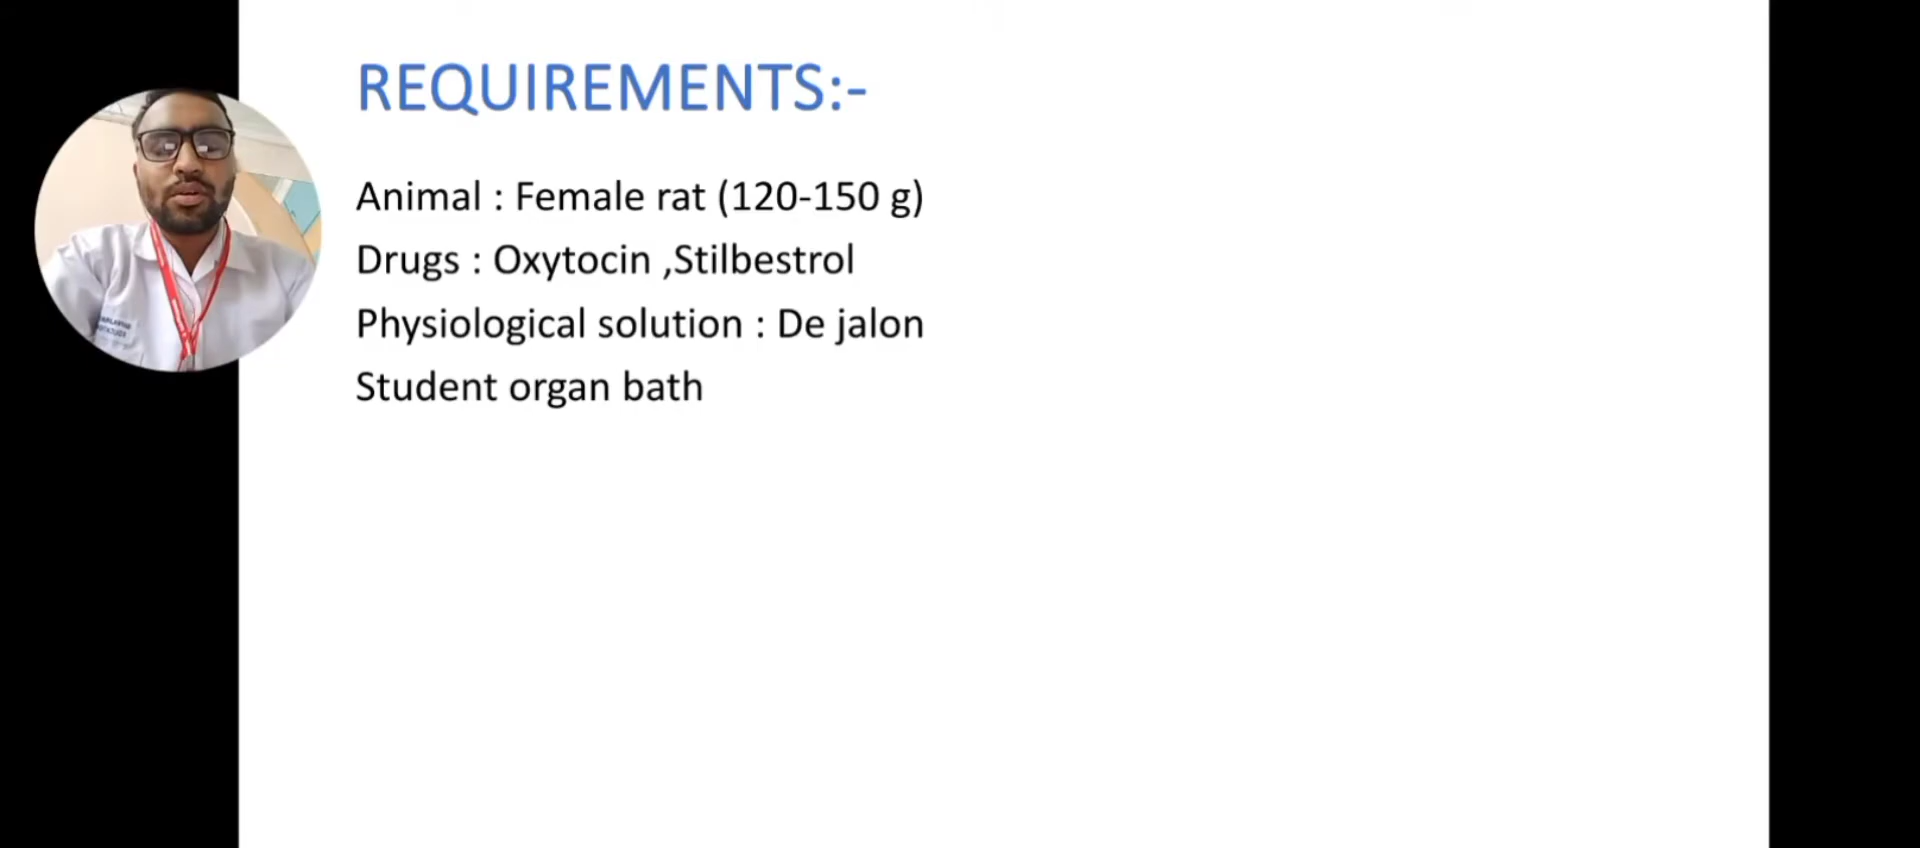 REQUIREMENTS:-
Animal : Female rat (120-150 g)
Drugs : Oxytocin ,Stilbestrol
Physiological solution : De jalon
Student organ bath